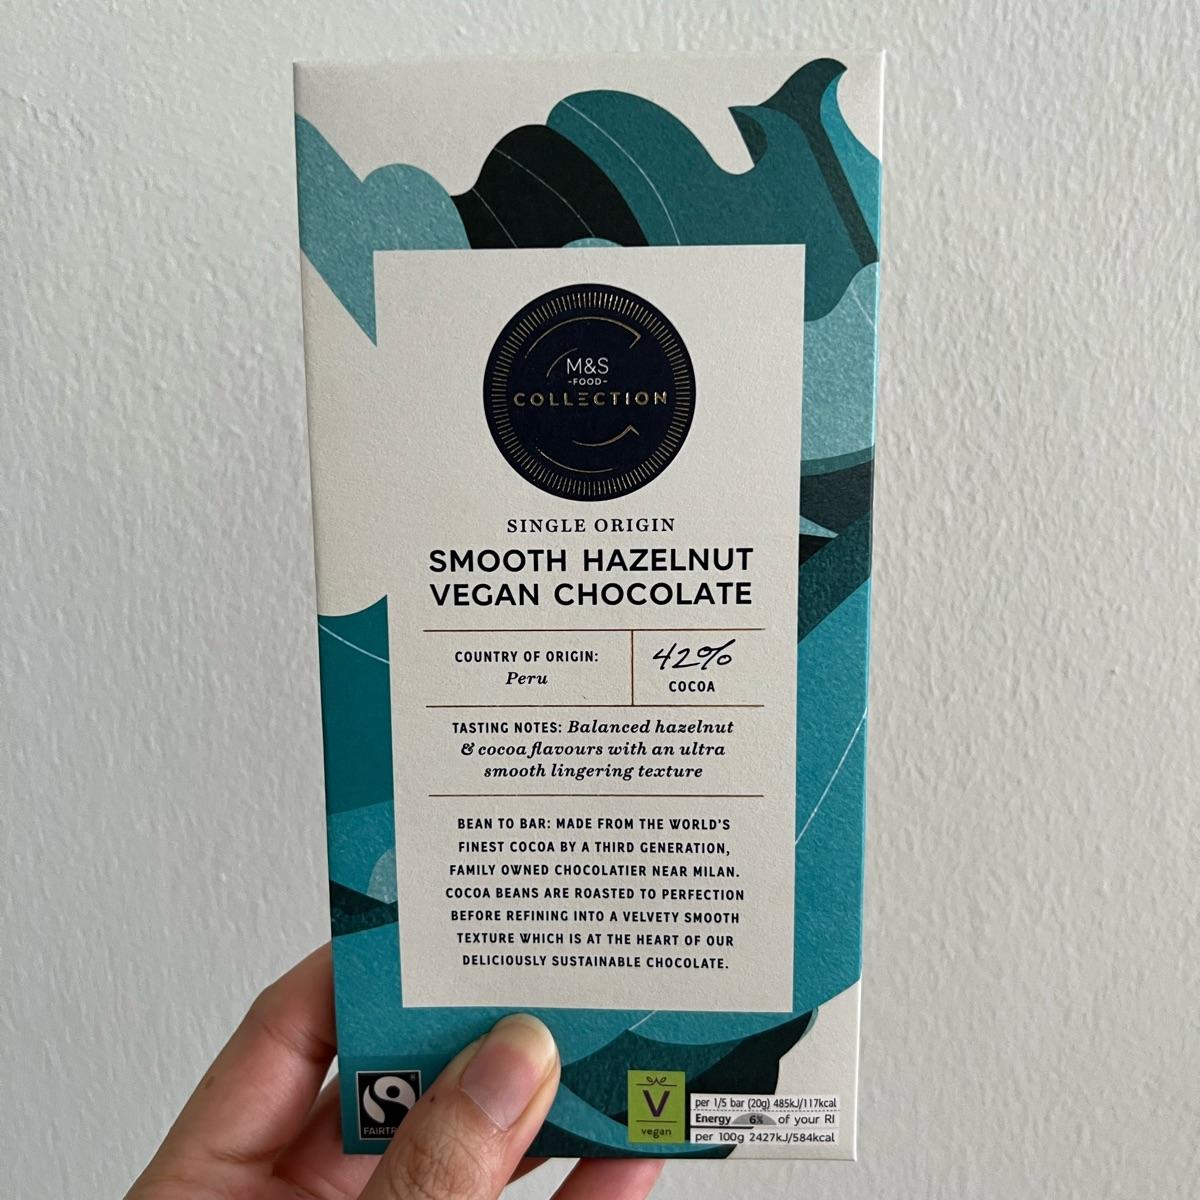 M&S
-FOOD-
COLLECTION
SINGLE ORIGIN
SMOOTH HAZELNUT
VEGAN CHOCOLATE
COUNTRY OF ORIGIN:
Peru
42%
COCOA
TASTING NOTES: Balanced hazelnut
& cocoa flavours with an ultra
smooth lingering texture
BEAN TO BAR: MADE FROM THE WORLD'S
FINEST COCOA BY A THIRD GENERATION,
FAMILY OWNED CHOCOLATIER NEAR MILAN.
COCOA BEANS ARE ROASTED TO PERFECTION
BEFORE REFINING INTO A VELVETY SMOOTH
TEXTURE WHICH IS AT THE HEART OF OUR
DELICIOUSLY SUSTAINABLE CHOCOLATE.
V
vegan
per 1/5 bar (20g) 485kJ/117kcal
Energy 6% of your RI
per 100g 2427kJ/584kcal